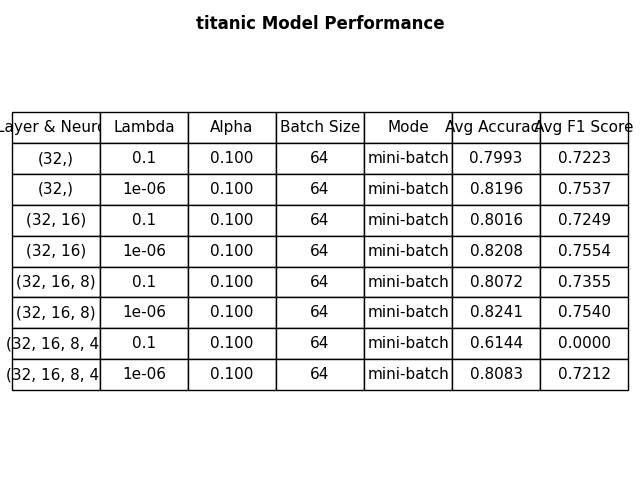 titanic Model Performance
Layer & Neuro Lambda Alpha Batch Size Mode Avg Accurac Avg F1 Score
(32,) 0.1 0.100 64 mini-batch 0.7993 0.7223
(32,) 1e-06 0.100 64 mini-batch 0.8196 0.7537
(32, 16) 0.1 0.100 64 mini-batch 0.8016 0.7249
(32, 16) 1e-06 0.100 64 mini-batch 0.8208 0.7554
(32, 16, 8) 0.1 0.100 64 mini-batch 0.8072 0.7355
(32, 16, 8) 1e-06 0.100 64 mini-batch 0.8241 0.7540
(32, 16, 8, 4 0.1 0.100 64 mini-batch 0.6144 0.0000
(32, 16, 8, 4 1e-06 0.100 64 mini-batch 0.8083 0.7212